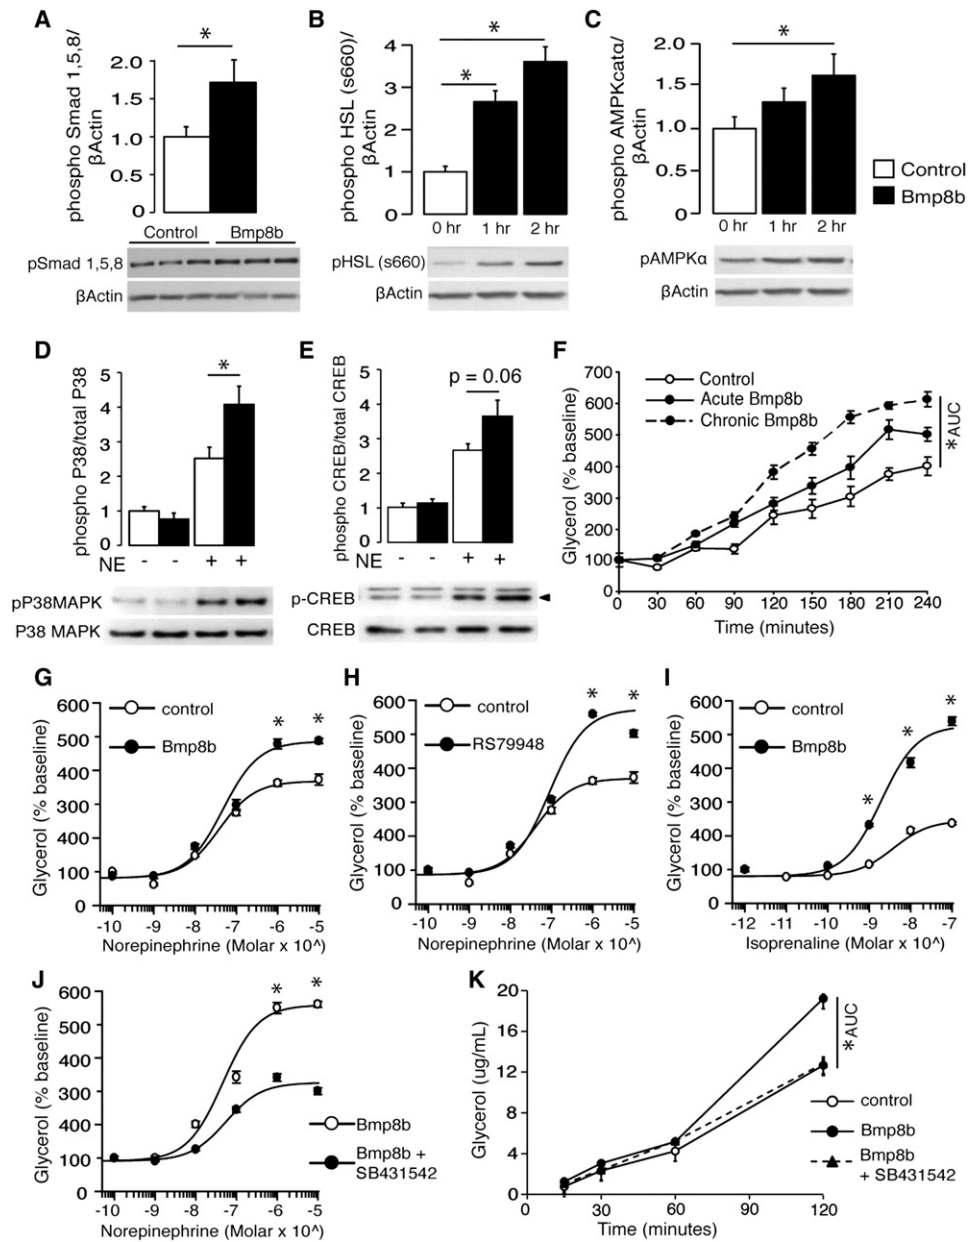 A
phospho Smad 1,5,8/
βActin
2.0
1.5
1.0
0.5
0
*
Control Bmp8b
pSmad 1,5,8
βActin
B
phospho HSL (s660)/
βActin
4
3
2
1
0
*
*
0 hr 1 hr 2 hr
pHSL (s660)
βActin
C
phospho AMPKcatα/
βActin
2.0
1.5
1.0
0.5
0
*
0 hr 1 hr 2 hr
Control
Bmp8b
pAMPKα
βActin
D
phospho P38/total P38
5
4
3
2
1
0
*
NE - - + +
pP38MAPK
P38 MAPK
E
phospho CREB/total CREB
5
4
3
2
1
0
p = 0.06
NE - - + +
p-CREB
CREB
F
Glycerol (% baseline)
700
600
500
400
300
200
100
0
Control
Acute Bmp8b
Chronic Bmp8b
*AUC
0 30 60 90 120 150 180 210 240
Time (minutes)
G
Glycerol (% baseline)
600
500
400
300
400
100
0
control
Bmp8b
* *
-10 -9 -8 -7 -6 -5
Norepinephrine (Molar x 10^)
H
Glycerol (% baseline)
600
500
400
300
400
100
0
control
RS79948
* *
-10 -9 -8 -7 -6 -5
Norepinephrine (Molar x 10^)
I
Glycerol (% baseline)
600
500
400
300
400
100
0
control
Bmp8b
* * *
-12 -11 -10 -9 -8 -7
Isoprenaline (Molar x 10^)
J
Glycerol (% baseline)
600
500
400
300
400
100
0
* *
Bmp8b
Bmp8b +
SB431542
-10 -9 -8 -7 -6 -5
Norepinephrine (Molar x 10^)
K
Glycerol (ug/mL)
20
16
12
8
4
0
*AUC
control
Bmp8b
Bmp8b
+ SB431542
0 30 60 90 120
Time (minutes)